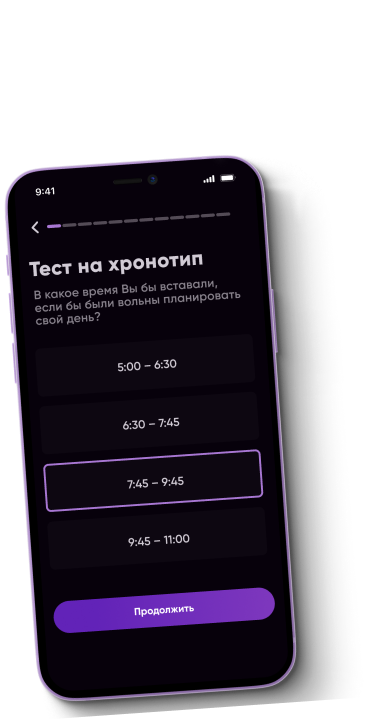 9:41
Тест на хронотип
В какое время Вы бы вставали,
если бы были вольны планировать
свой день?
5:00 – 6:30
6:30 – 7:45
7:45 – 9:45
9:45 – 11:00
Продолжить